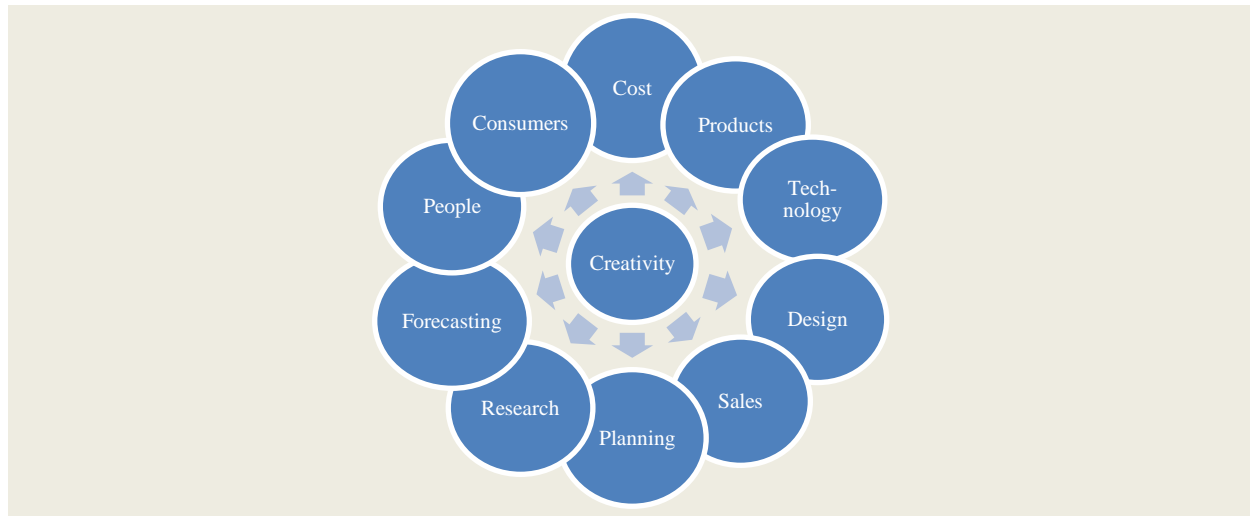 Cost
Products
Tech-
nology
Design
Sales
Planning
Research
Forecasting
People
Consumers
Creativity